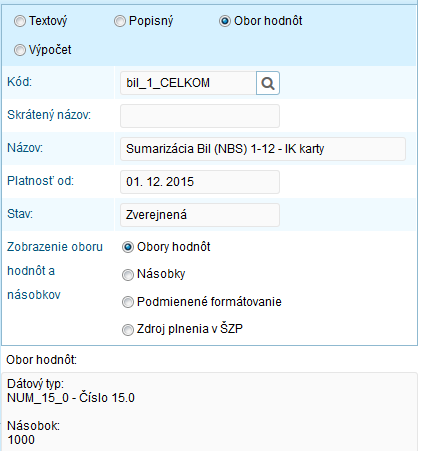 Textový Popisný Obor hodnôt
Výpočet
Kód: bil_1_CELKOM
Skrátený názov:
Názov: Sumarizácia Bil (NBS) 1-12 - IK karty
Platnosť od: 01. 12. 2015
Stav: Zverejnená
Zobrazenie oboru Obory hodnôt
hodnôt a Násobky
násobkov
Podmienené formátovanie
Zdroj plnenia v ŠZP
Obor hodnôt:
Dátový typ:
NUM_15_0 - Číslo 15.0
Násobok:
1000